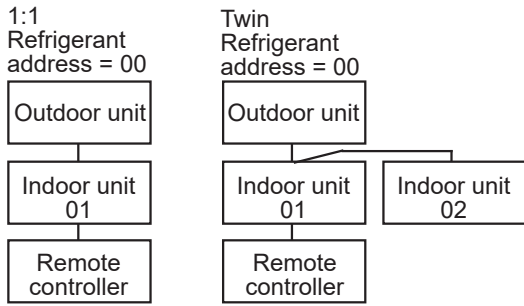 1:1
Refrigerant
address = 00
Outdoor unit
Indoor unit
01
Remote
controller
Twin
Refrigerant
address = 00
Outdoor unit
Indoor unit
01
Indoor unit
02
Remote
controller